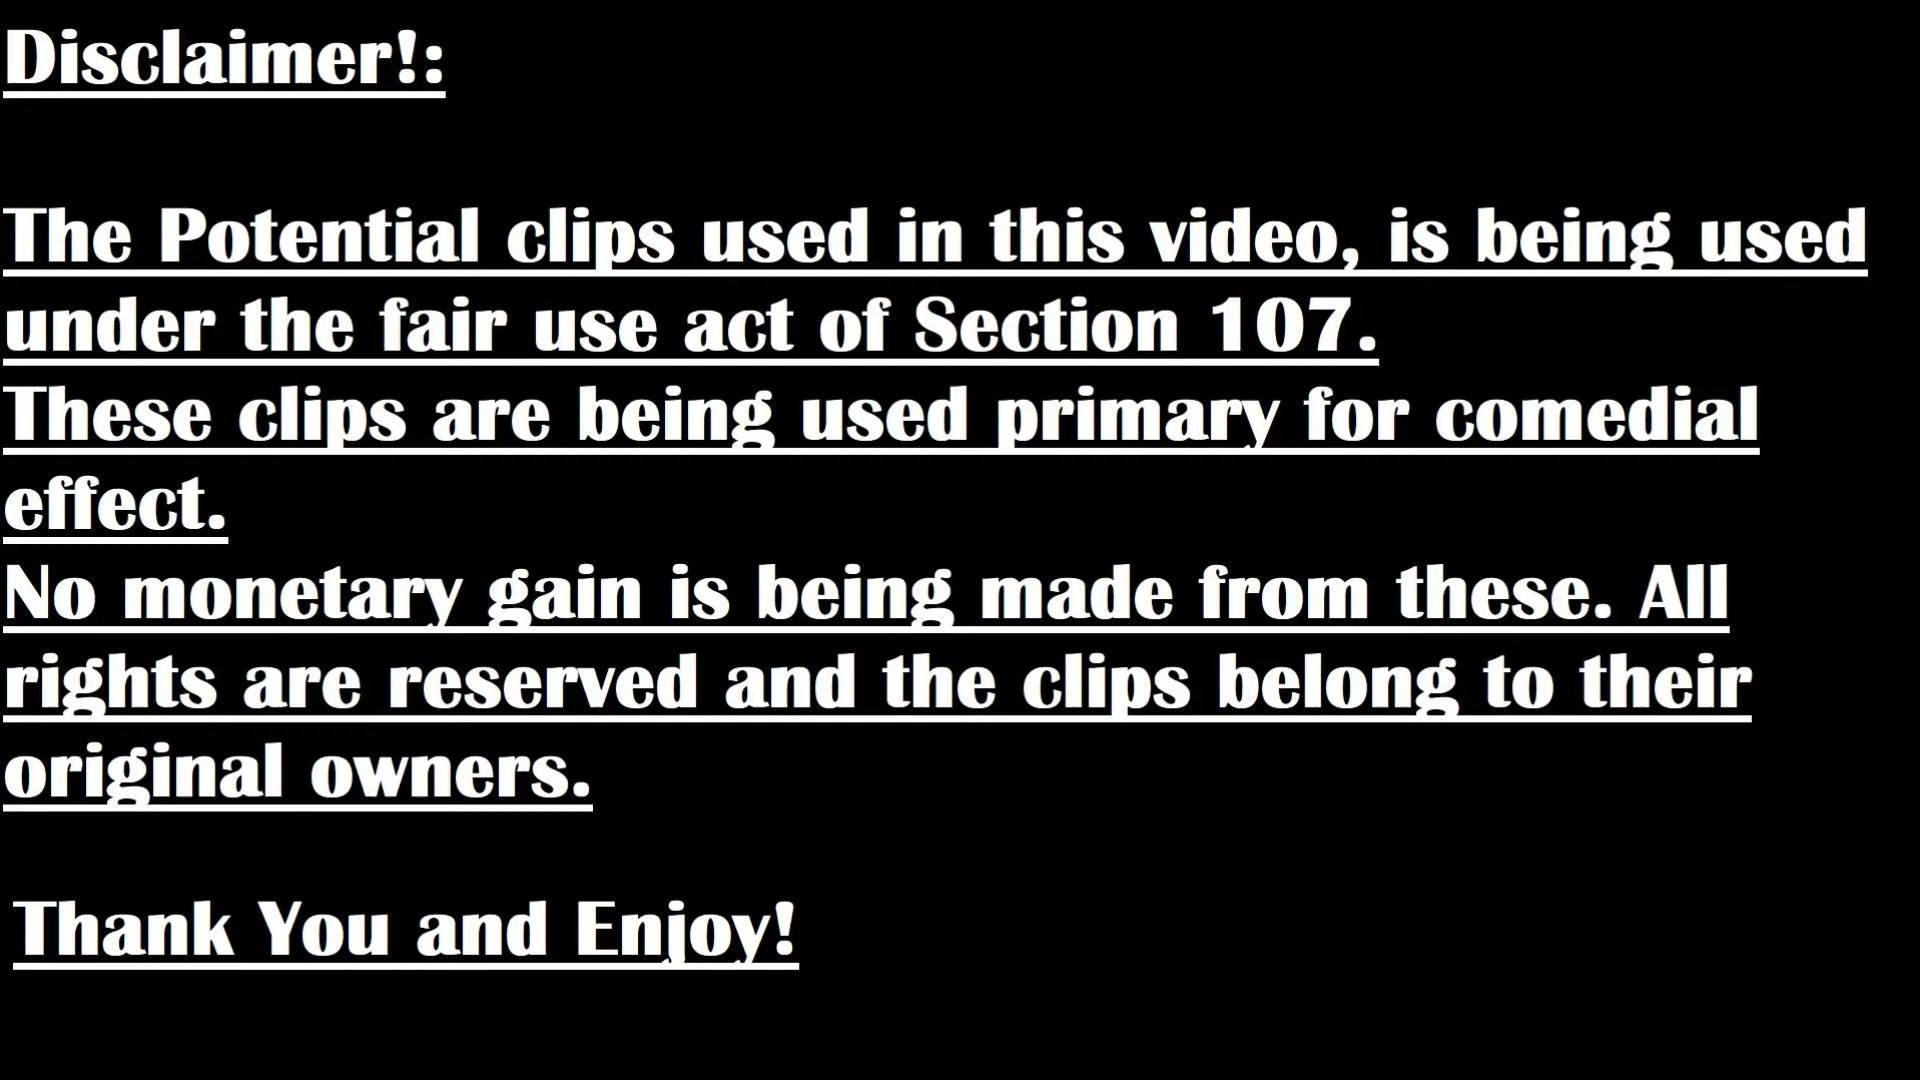 Disclaimer!:
The Potential clips used in this video, is being used
under the fair use act of Section 107.
These clips are being used primary for comedial
effect.
No monetary gain is being made from these. All
rights are reserved and the clips belong to their
original owners.
Thank You and Enjoy!